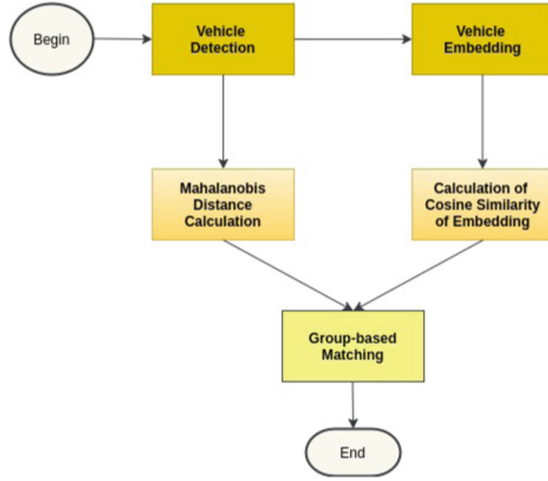 Begin
Vehicle
Detection
Vehicle
Embedding
Mahalanobis
Distance
Calculation
Calculation of
Cosine Similarity
of Embedding
Group-based
Matching
End